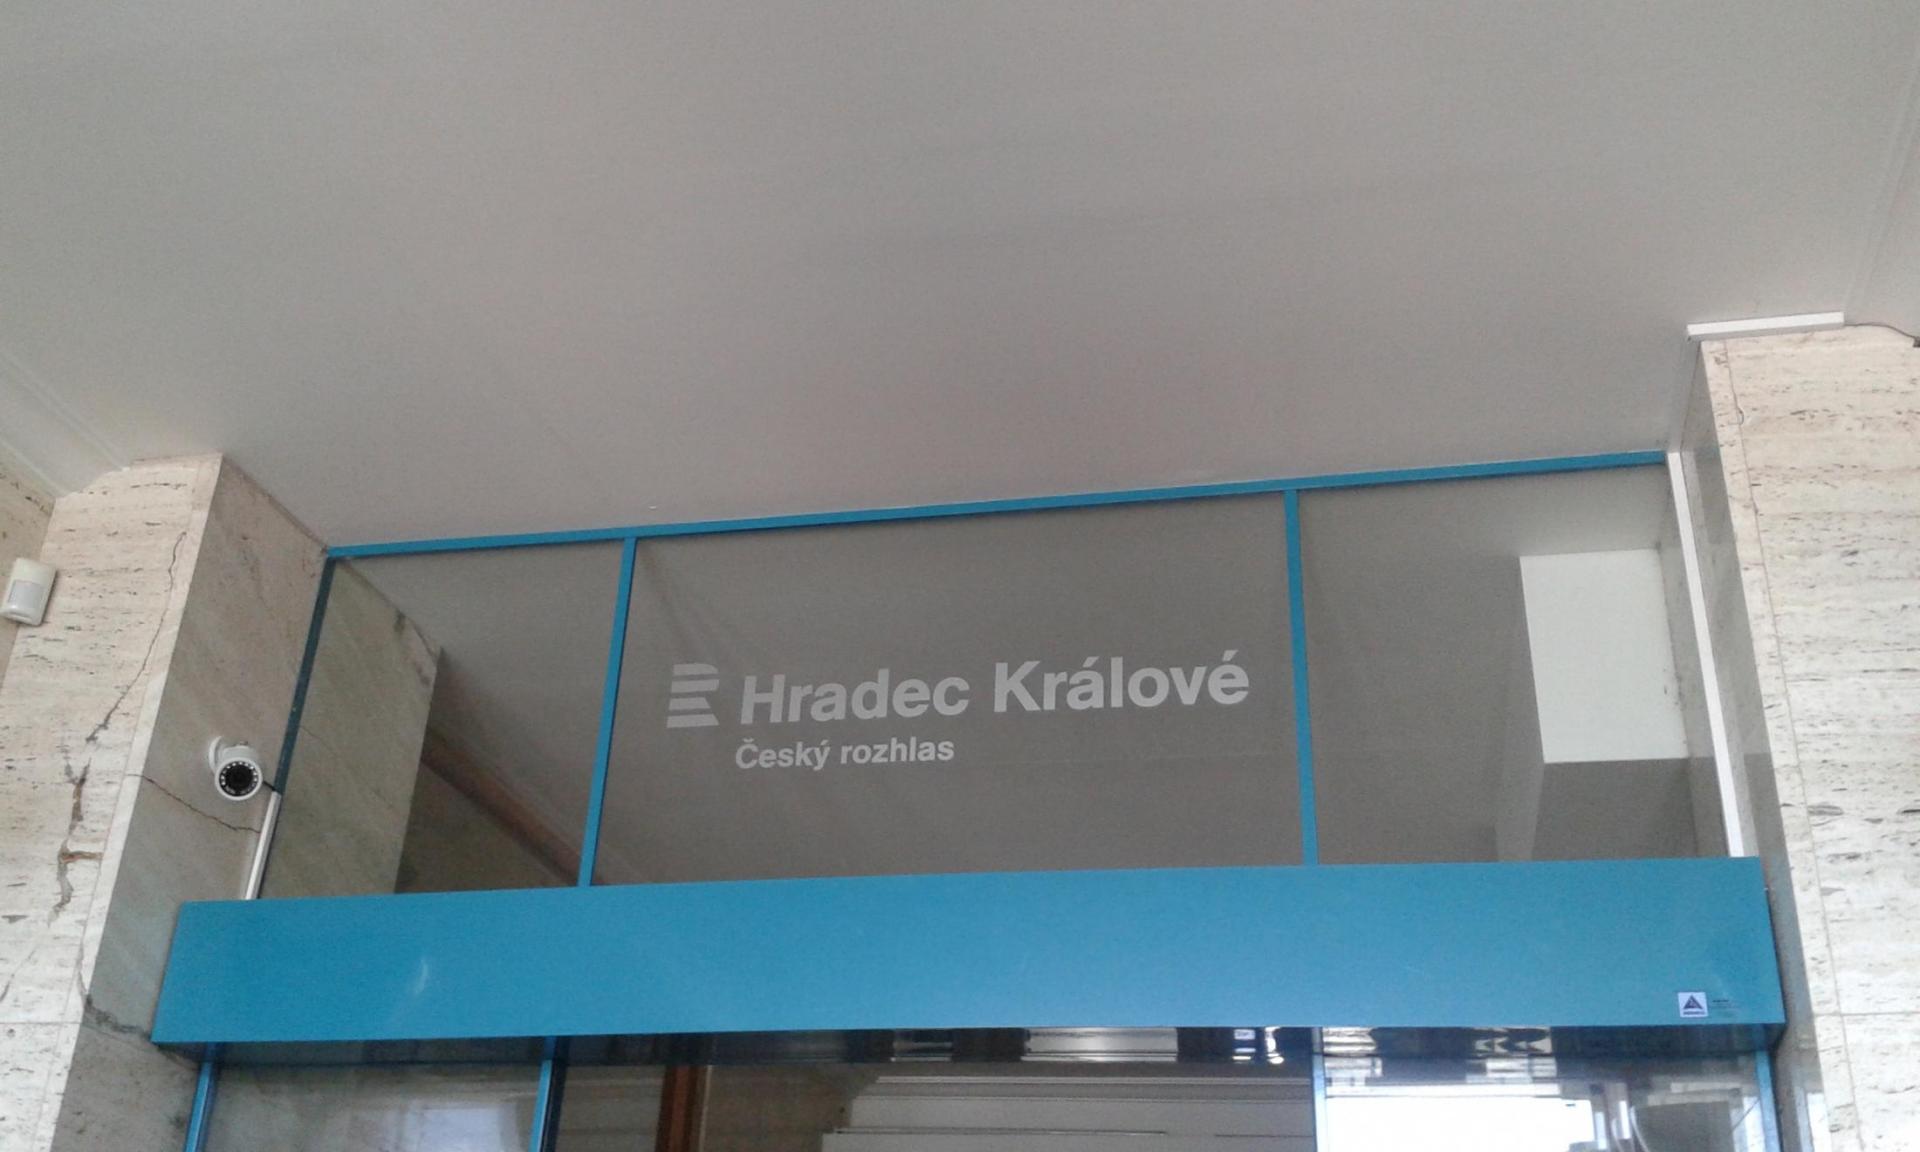 Hradec Králové
Český rozhlas